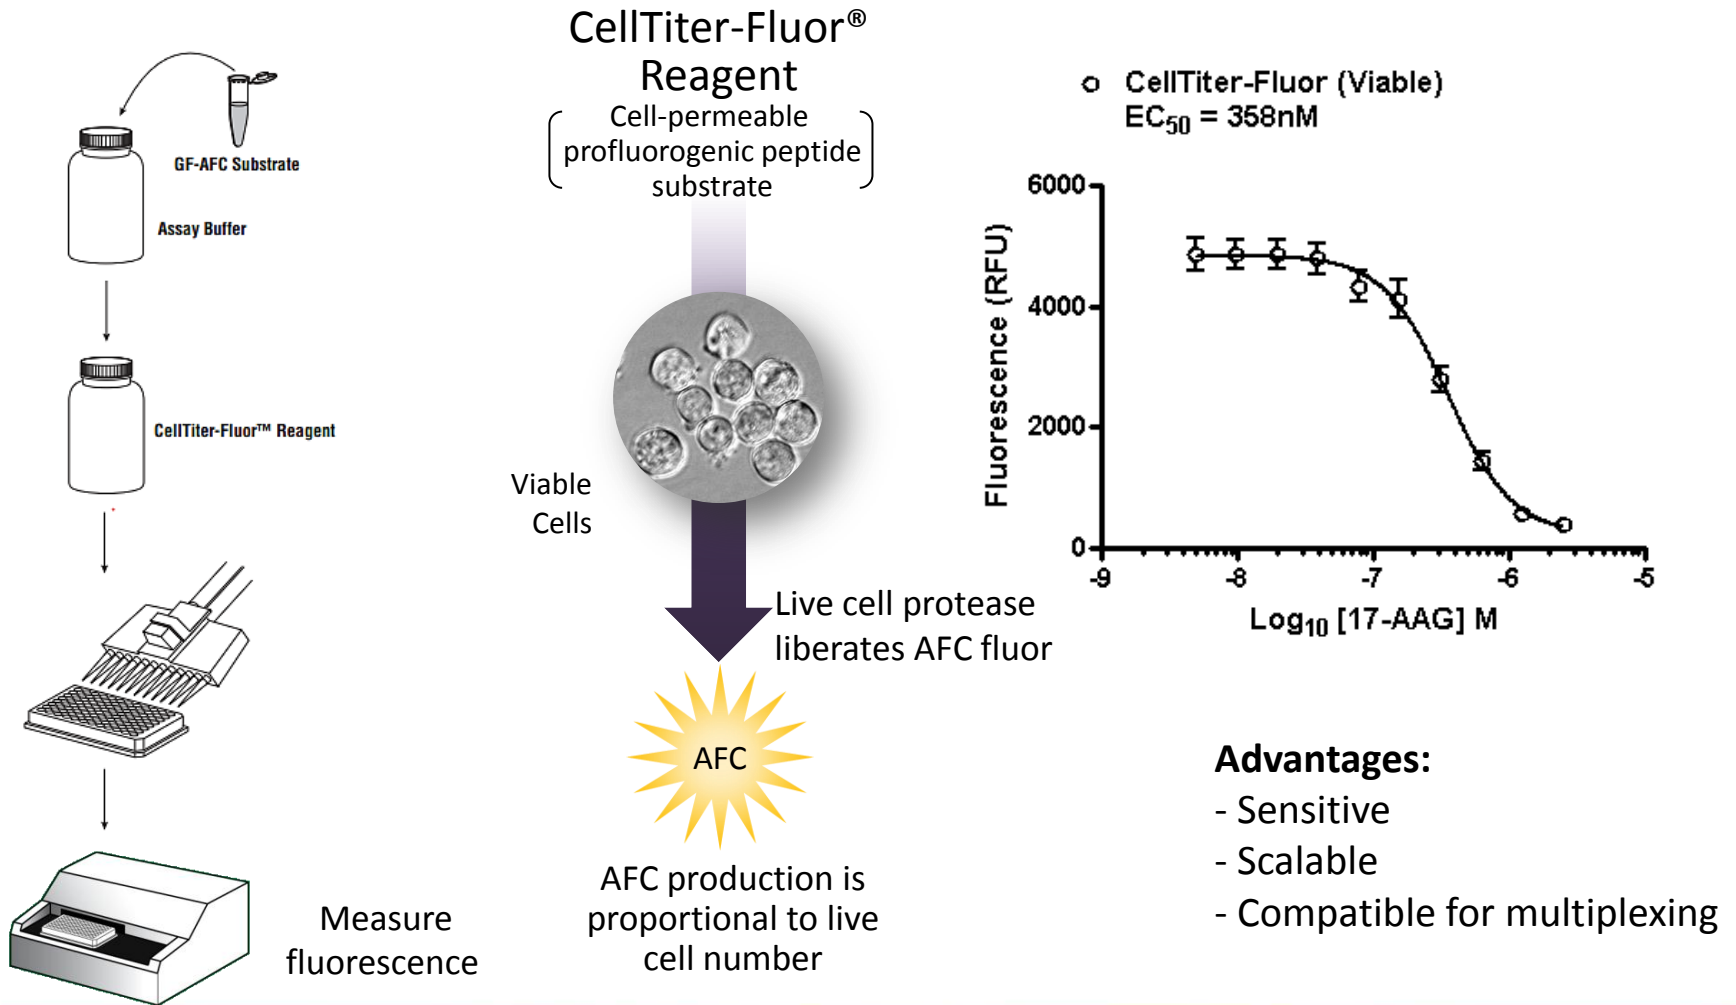 GF-AFC Substrate
Assay Buffer
CellTiter-Fluor™ Reagent
Measure
fluorescence
CellTiter-Fluor®
Reagent
Cell-permeable
profluorogenic peptide
substrate
Viable
Cells
Live cell protease
liberates AFC fluor
AFC
AFC production is
proportional to live
cell number
CellTiter-Fluor (Viable)
EC50 = 358nM
Fluorescence (RFU)
6000
4000
2000
0
-9 -8 -7 -6 -5
Log10 [17-AAG] M
Advantages:
- Sensitive
- Scalable
- Compatible for multiplexing